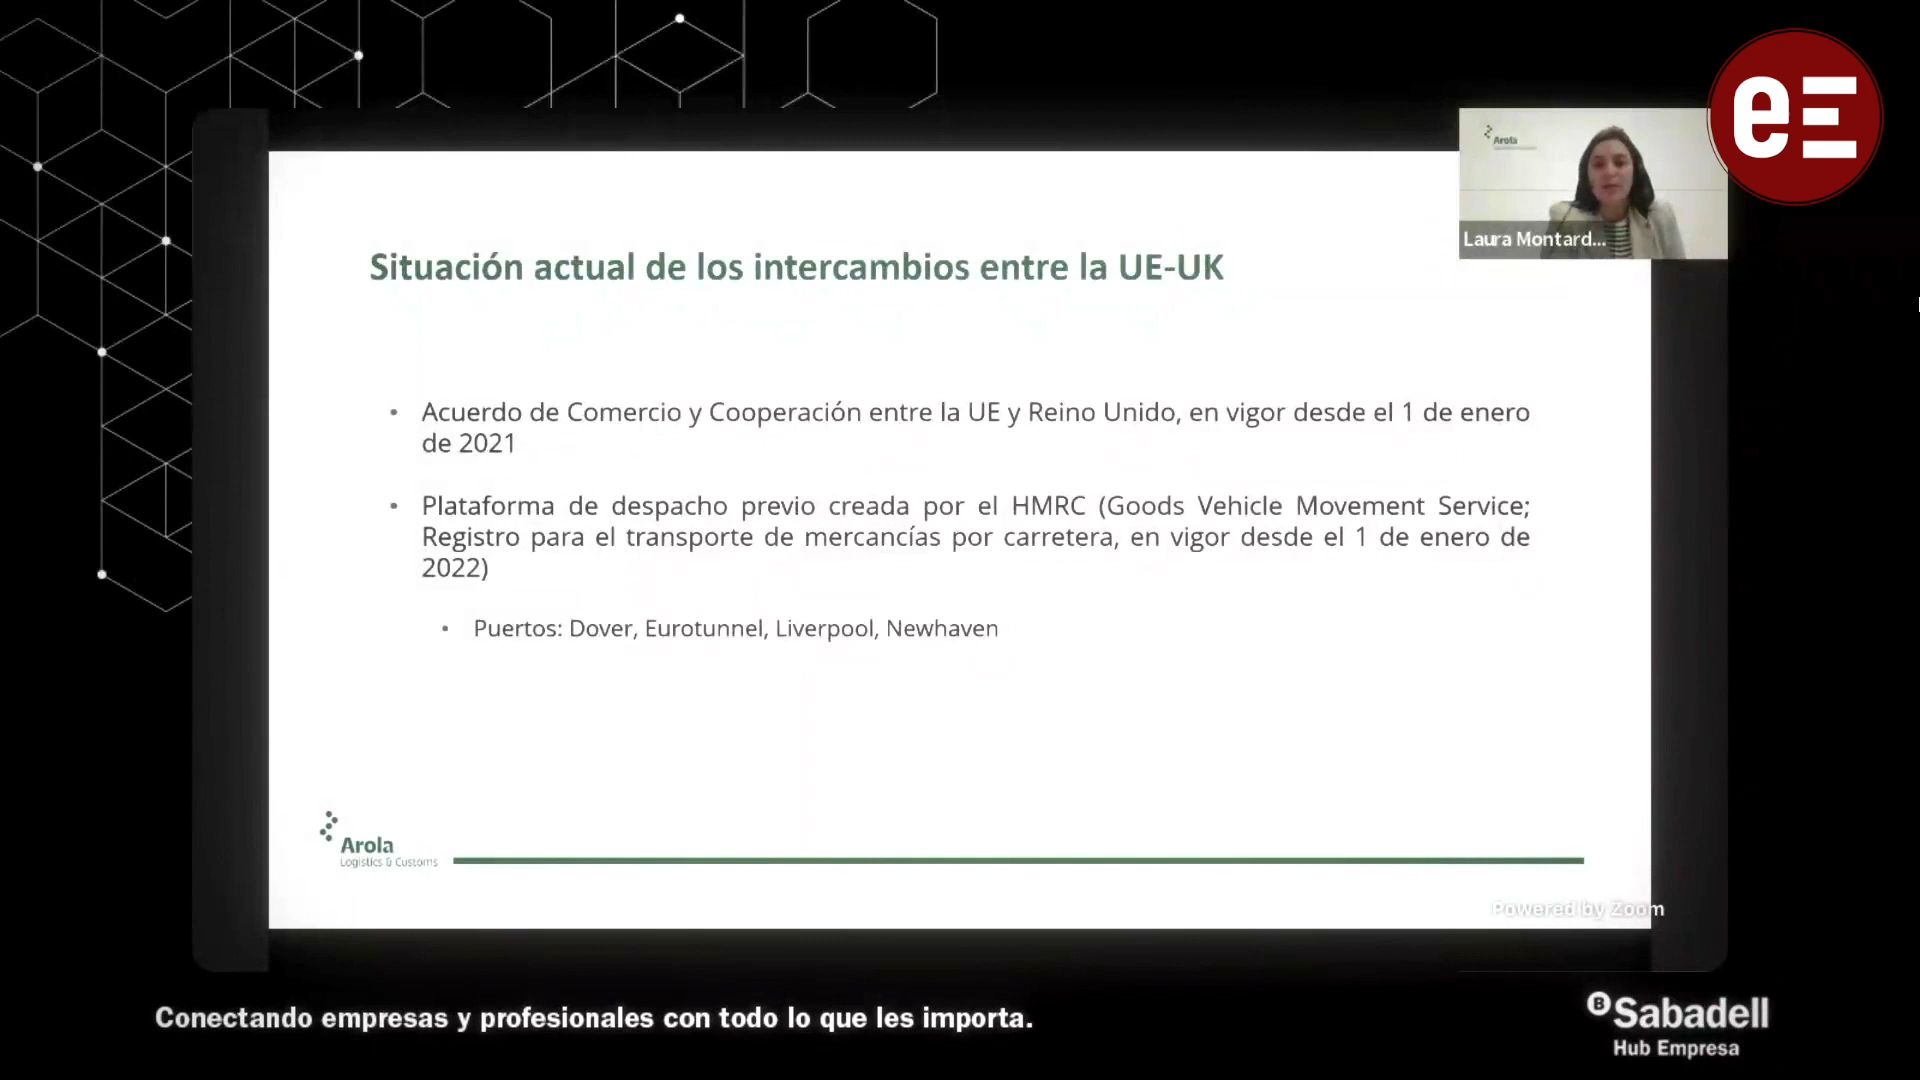 eE
Arola
Laura Montard...
Situación actual de los intercambios entre la UE-UK
• Acuerdo de Comercio y Cooperación entre la UE y Reino Unido, en vigor desde el 1 de enero
de 2021
• Plataforma de despacho previo creada por el HMRC (Goods Vehicle Movement Service;
Registro para el transporte de mercancías por carretera, en vigor desde el 1 de enero de
2022)
• Puertos: Dover, Eurotunnel, Liverpool, Newhaven
Arola
Logistics & Customs
Powered by Zoom
Conectando empresas y profesionales con todo lo que les importa.
B Sabadell
Hub Empresa